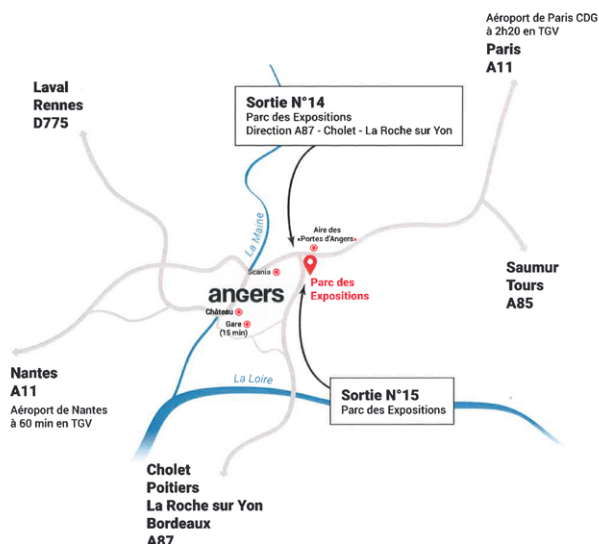 Aéroport de Paris CDG
à 2h20 en TGV
Paris
A11
Laval
Rennes
D775
Sortie N°14
Parc des Expositions
Direction A87 - Cholet - La Roche sur Yon
La Maine
Aire des
«Portes d'Angers»
Scania
Parc des
Expositions
angers
Château
Gare
(15 min)
Saumur
Tours
A85
Nantes
A11
Aéroport de Nantes
à 60 min en TGV
La Loire
Sortie N°15
Parc des Expositions
Cholet
Poitiers
La Roche sur Yon
Bordeaux
A87